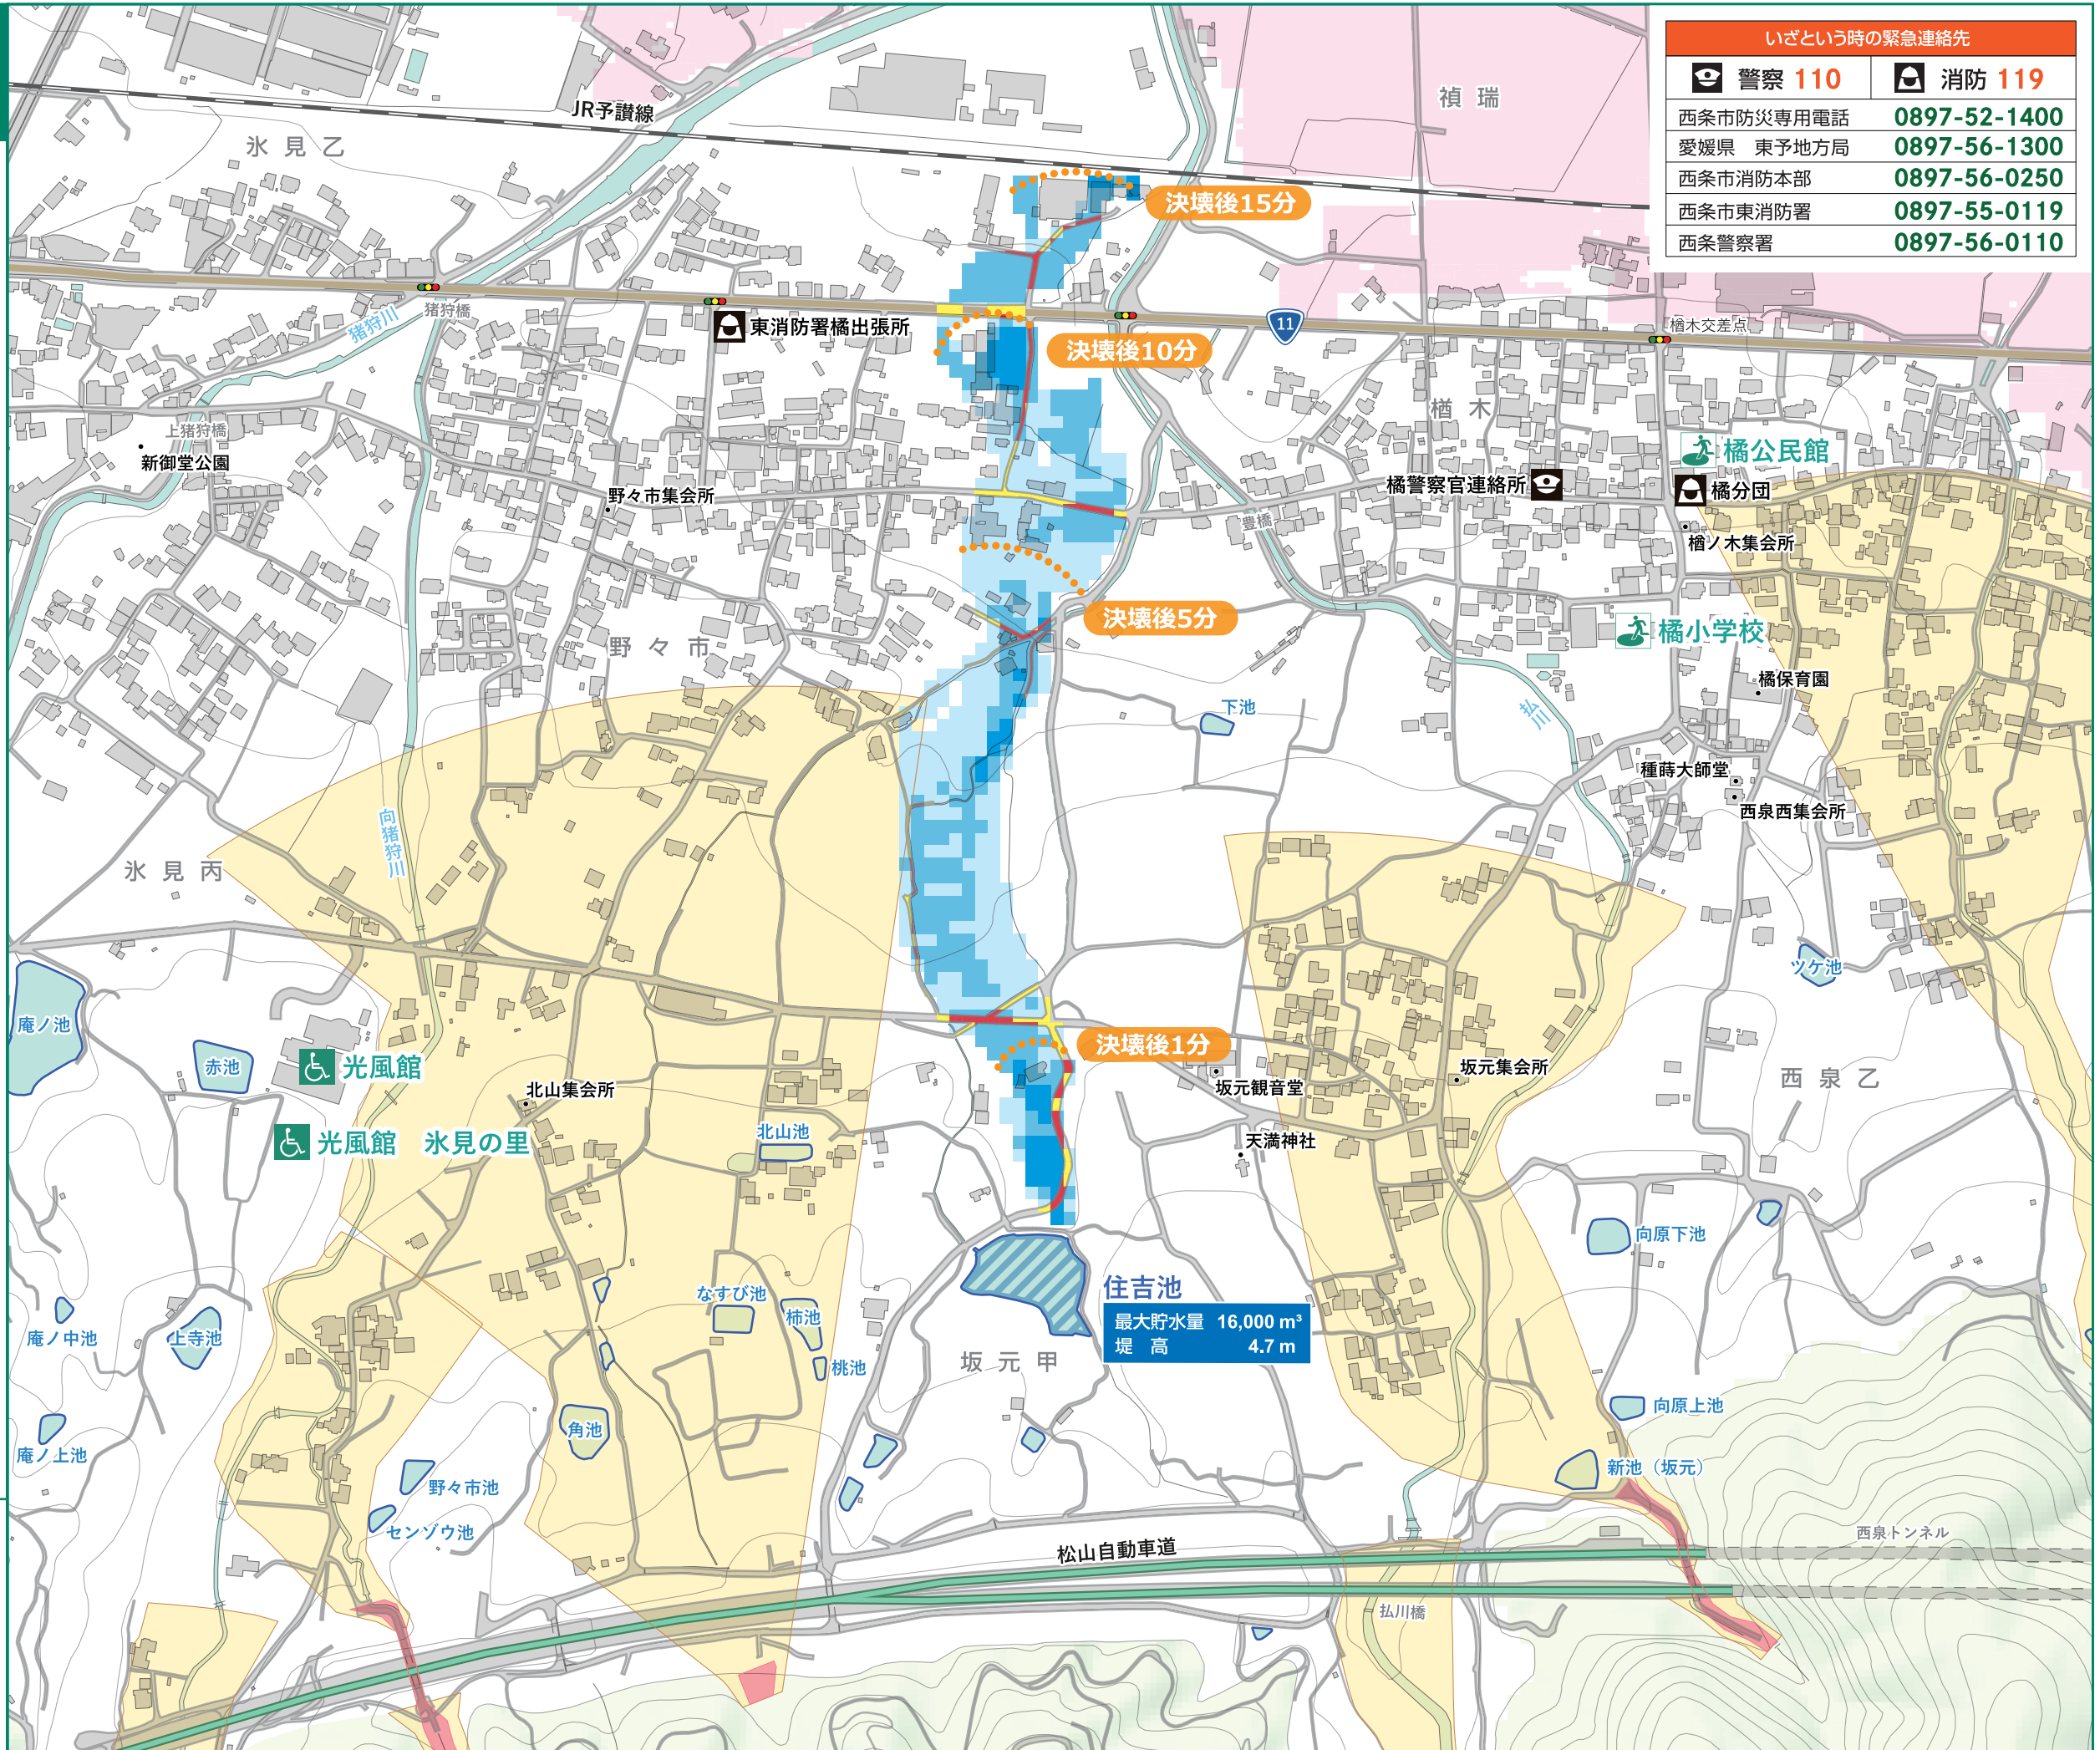 いざという時の緊急連絡先
警察 110
消防 119
西条市防災専用電話 0897-52-1400
愛媛県 東予地方局 0897-56-1300
西条市消防本部 0897-56-0250
西条市東消防署 0897-55-0119
西条警察署 0897-56-0110
JR予讃線
禎瑞
氷見乙
決壊後15分
猪狩川
猪狩橋
東消防署橘出張所
11
楢木交差点
決壊後10分
楢木
上猪狩橋
新御堂公園
橘公民館
野々市集会所
橘警察官連絡所
橘分団
豊橋
楢ノ木集会所
決壊後5分
橘小学校
野々市
橘保育園
下池
払川
種蒔大師堂
西泉西集会所
向猪狩川
氷見丙
ツケ池
庵ノ池
赤池
光風館
決壊後1分
坂元集会所
西泉乙
北山集会所
坂元観音堂
光風館 氷見の里
北山池
天満神社
向原下池
住吉池
最大貯水量 16,000 m³
堤高 4.7 m
なすび池
柿池
庵ノ中池
上寺池
桃池
坂元甲
向原上池
角池
庵ノ上池
野々市池
新池（坂元）
センゾウ池
松山自動車道
西泉トンネル
払川橋